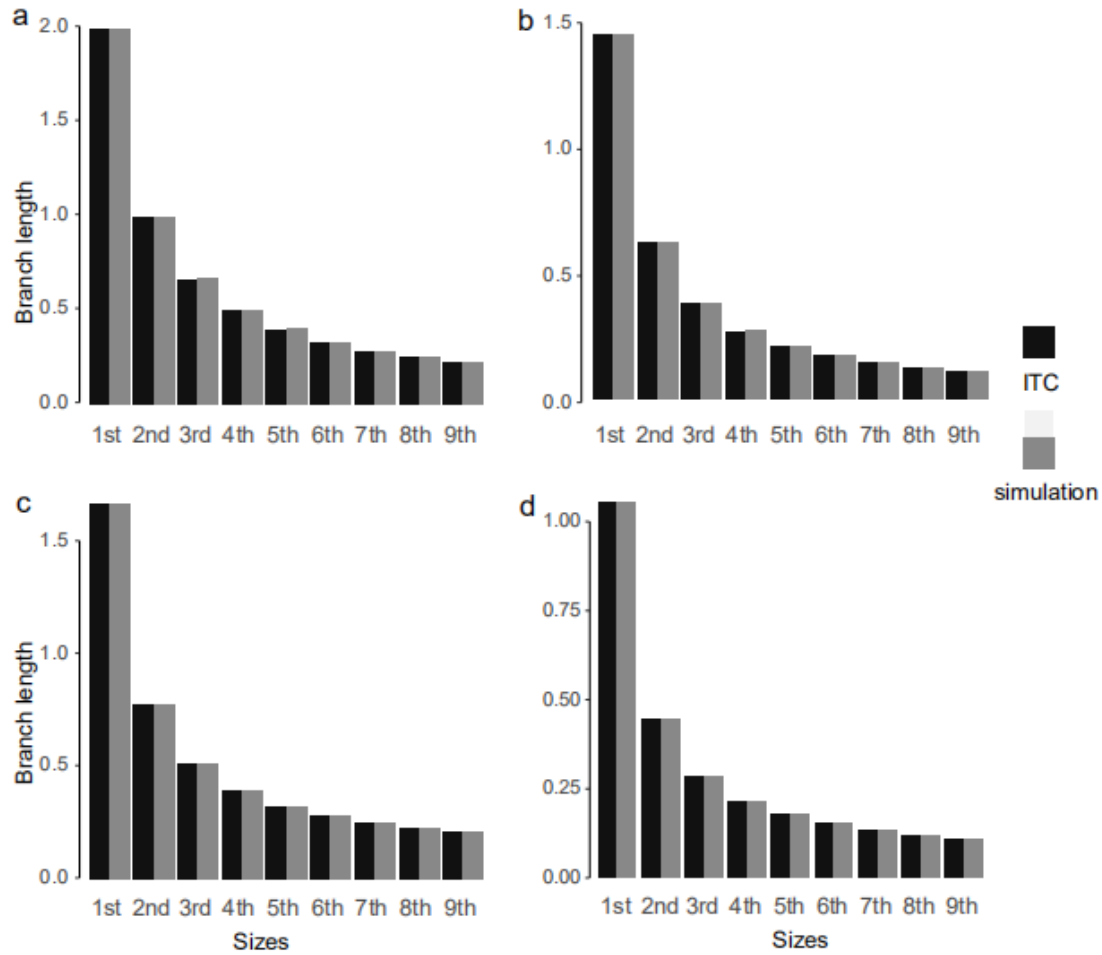 a
2.0
1.5
1.0
0.5
0.0
Branch length
1st 2nd 3rd 4th 5th 6th 7th 8th 9th
b
1.5
1.0
0.5
0.0
1st 2nd 3rd 4th 5th 6th 7th 8th 9th
ITC
simulation
c
1.5
1.0
0.5
0.0
Branch length
1st 2nd 3rd 4th 5th 6th 7th 8th 9th
Sizes
d
1.00
0.75
0.50
0.25
0.00
1st 2nd 3rd 4th 5th 6th 7th 8th 9th
Sizes